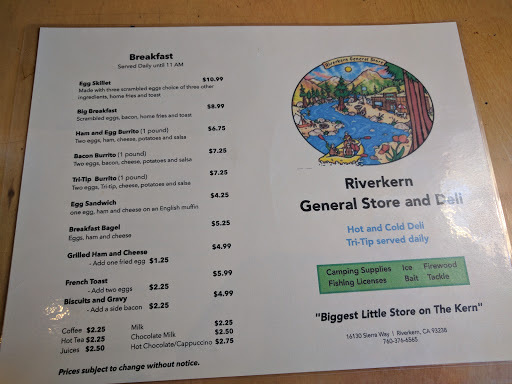 Breakfast
Served Daily until 11 AM
Egg Skillet $10.99
Made with three scrambled eggs choice of three other
ingredients, home fries and toast
Big Breakfast $8.99
Scrambled eggs, bacon, home fries and toast
Ham and Egg Burrito (1 pound) $6.75
Two eggs, ham, cheese, potatoes and salsa
Bacon Burrito (1 pound) $7.25
Two eggs, bacon, cheese, potatoes and salsa
Tri-Tip Burrito (1 pound) $7.25
Two eggs, Tri-tip, cheese, potatoes and salsa
Egg Sandwich $4.25
one egg, ham and cheese on an English muffin
Breakfast Bagel $5.25
Eggs, ham and cheese
Grilled Ham and Cheese $4.99
- Add one fried egg $1.25
French Toast $5.99
- Add two eggs $2.25
Biscuits and Gravy $4.99
- Add a side bacon $2.25
Coffee $2.25 Milk $2.25
Hot Tea $2.25 Chocolate Milk $2.50
Juices $2.50 Hot Chocolate/Cappuccino $2.75
Prices subject to change without notice.
Riverkern General Store
Riverkern
General Store and Deli
Hot and Cold Deli
Tri-Tip served daily
Camping Supplies Ice Firewood
Fishing Licenses Bait Tackle
"Biggest Little Store on The Kern"
16130 Sierra Way | Riverkern, CA 93238
760-376-6565